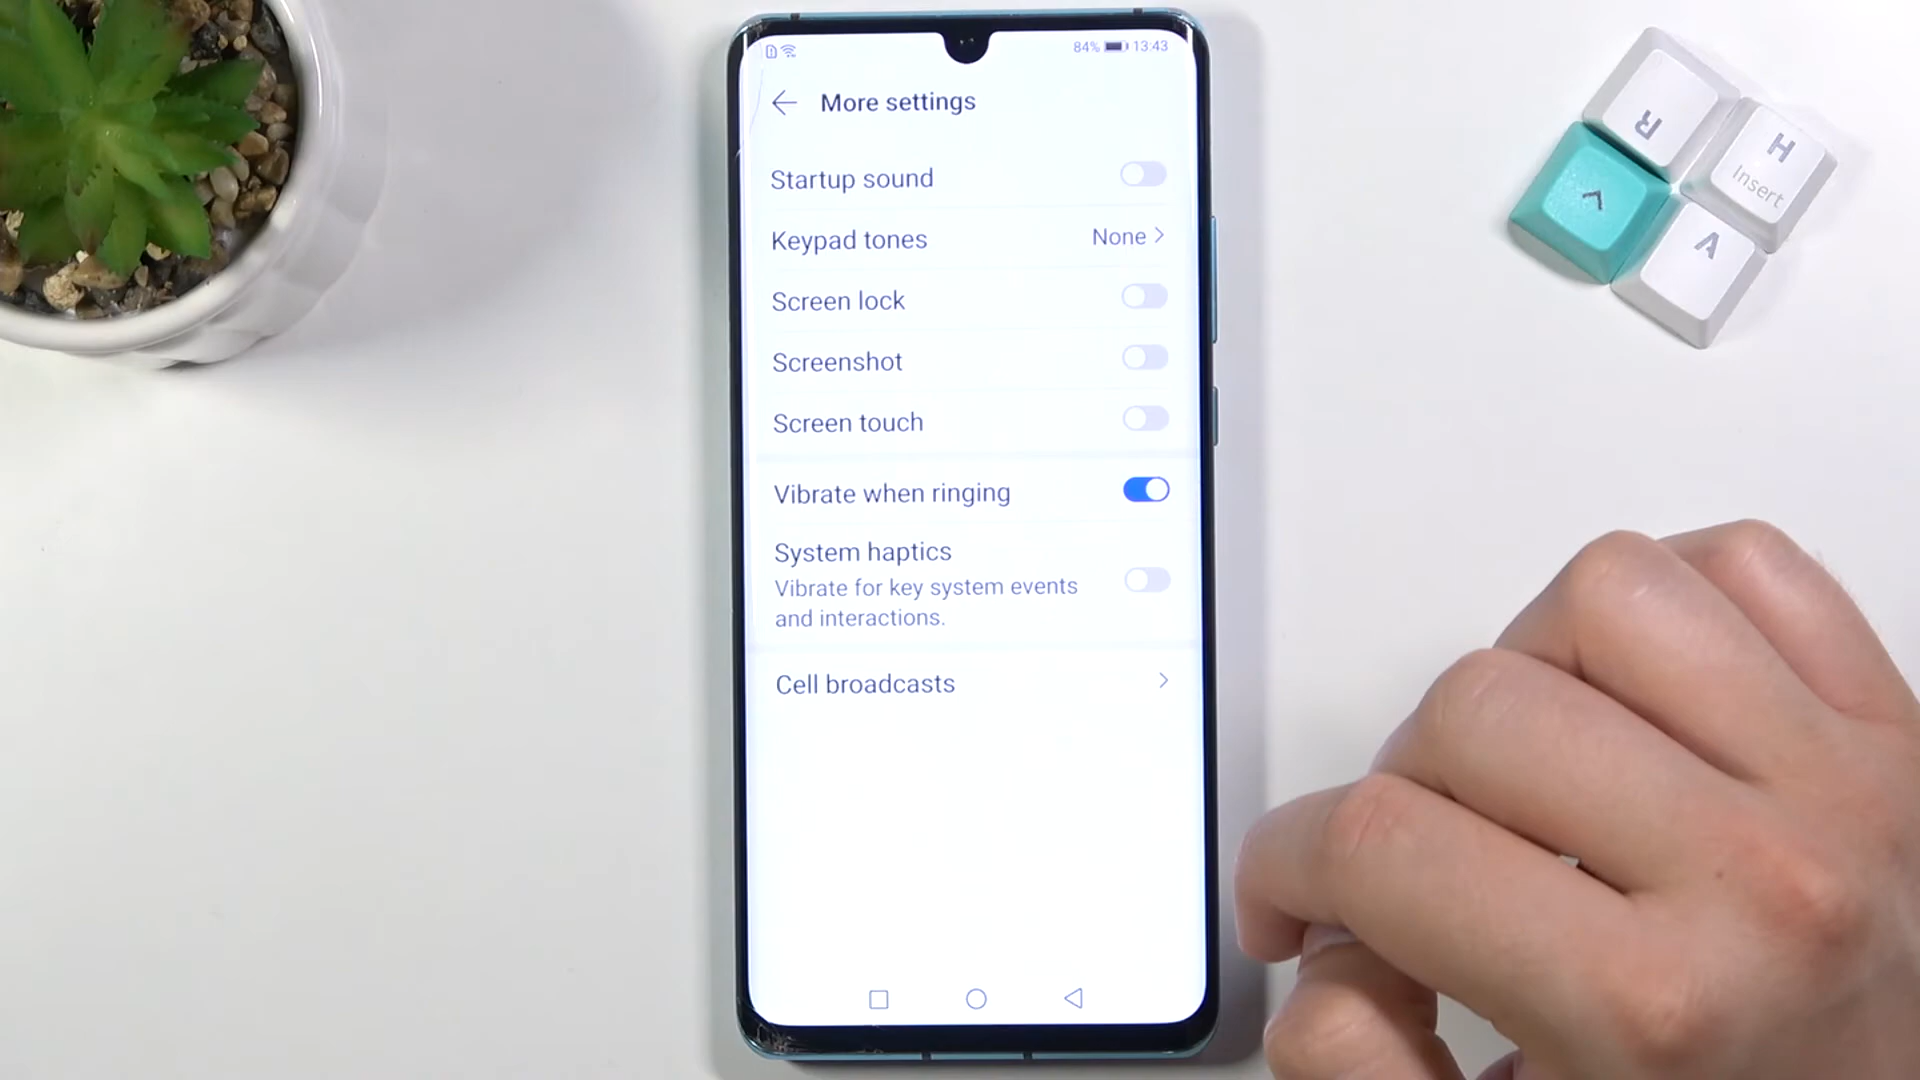 84% 13:43
More settings
Startup sound
Keypad tones None
Screen lock
Screenshot
Screen touch
Vibrate when ringing
System haptics
Vibrate for key system events
and interactions.
Cell broadcasts
R
H
Insert
A